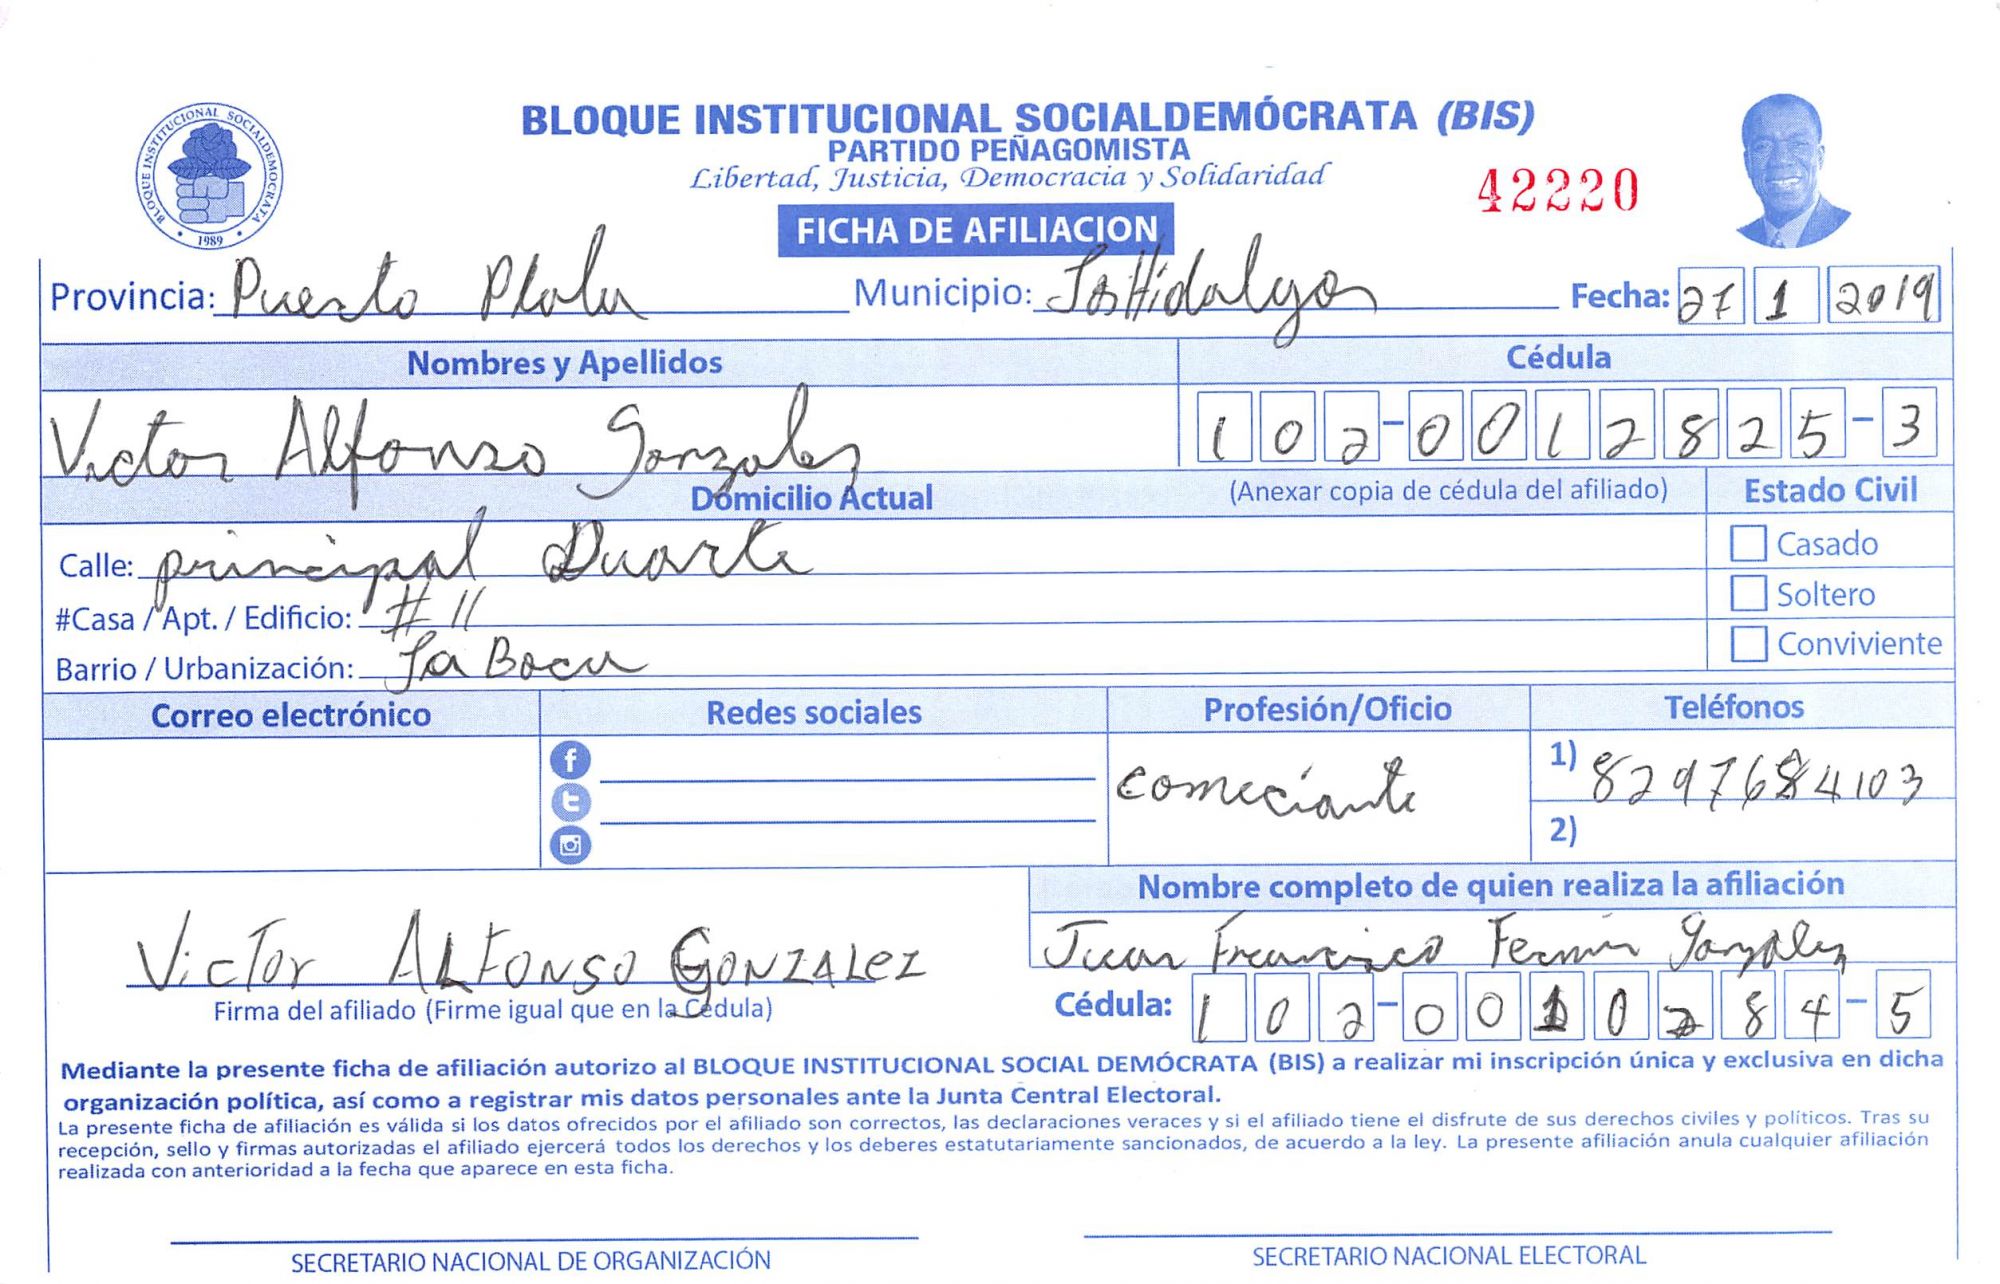 BLOQUE INSTITUCIONAL SOCIALDEMOCRATA
1989
BLOQUE INSTITUCIONAL SOCIALDEMÓCRATA (BIS)
PARTIDO PEÑAGOMISTA
Libertad, Justicia, Democracia y Solidaridad
42220
FICHA DE AFILIACION
Provincia: Puerto Plata Municipio: Los Hidalgos Fecha: 27 1 2019
Nombres y Apellidos Cédula
Victor Alfonso Gonzalez 102-0012825-3
Domicilio Actual (Anexar copia de cédula del afiliado) Estado Civil
Calle: principal Duarte Casado
#Casa / Apt. / Edificio: # 11 Soltero
Barrio / Urbanización: La Boca Conviviente
Correo electrónico Redes sociales Profesión/Oficio Teléfonos
comeciante 1) 8297684103
2)
Nombre completo de quien realiza la afiliación
Victor ALFONSO GONZALEZ Juan Francisco Fermin Gonzalez
Firma del afiliado (Firme igual que en la Cédula) Cédula: 102-0010284-5
Mediante la presente ficha de afiliación autorizo al BLOQUE INSTITUCIONAL SOCIAL DEMÓCRATA (BIS) a realizar mi inscripción única y exclusiva en dicha
organización política, así como a registrar mis datos personales ante la Junta Central Electoral.
La presente ficha de afiliación es válida si los datos ofrecidos por el afiliado son correctos, las declaraciones veraces y si el afiliado tiene el disfrute de sus derechos civiles y políticos. Tras su
recepción, sello y firmas autorizadas el afiliado ejercerá todos los derechos y los deberes estatutariamente sancionados, de acuerdo a la ley. La presente afiliación anula cualquier afiliación
realizada con anterioridad a la fecha que aparece en esta ficha.
SECRETARIO NACIONAL DE ORGANIZACIÓN SECRETARIO NACIONAL ELECTORAL